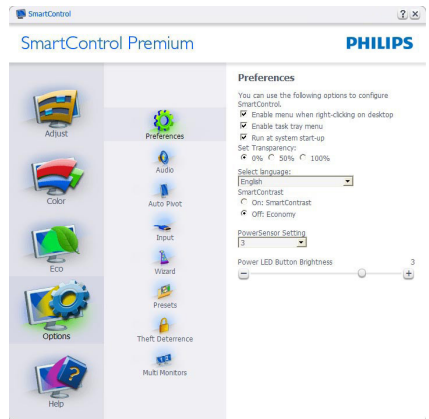 SmartControl
? ×
SmartControl Premium
PHILIPS
Adjust
Color
Eco
Options
Help
Preferences
Audio
Auto Pivot
Input
Wizard
Presets
Theft Deterrence
Multi Monitors
Preferences
You can use the following options to configure
SmartControl.
Enable menu when right-clicking on desktop
Enable task tray menu
Run at system start-up
Set Transparency:
0% 50% 100%
Select language:
English
SmartContrast
On: SmartContrast
Off: Economy
PowerSensor Setting
3
Power LED Button Brightness 3